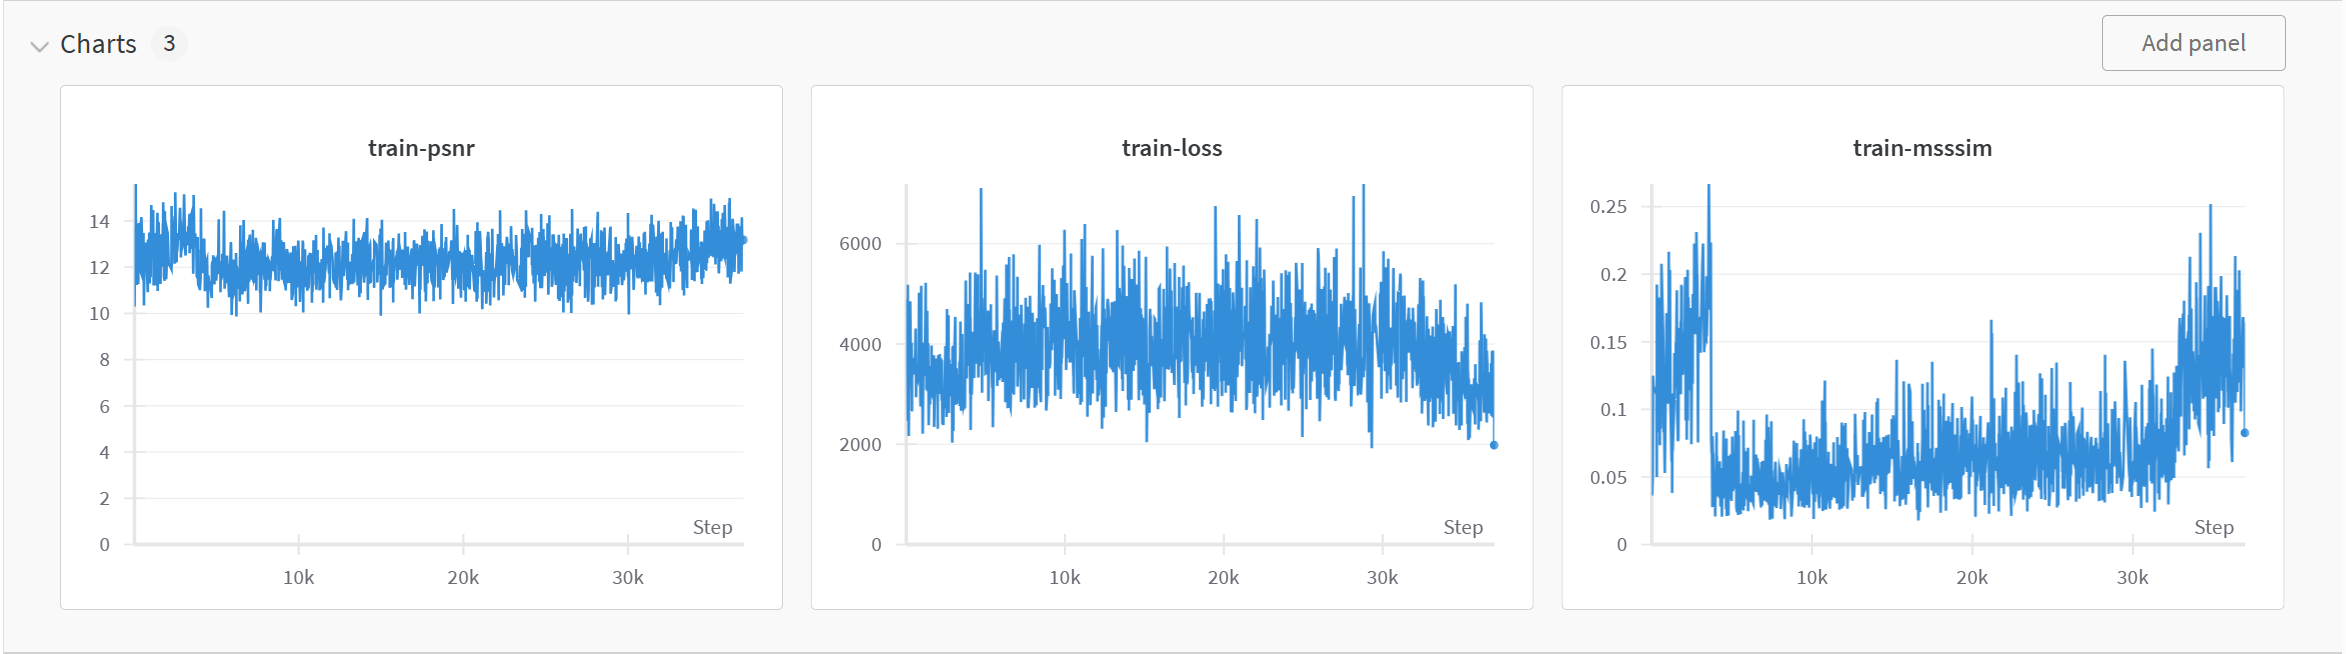 Charts 3
Add panel
train-psnr
14
12
10
8
6
4
2
0
10k 20k 30k
Step
train-loss
6000
4000
2000
0
10k 20k 30k
Step
train-msssim
0.25
0.2
0.15
0.1
0.05
0
10k 20k 30k
Step